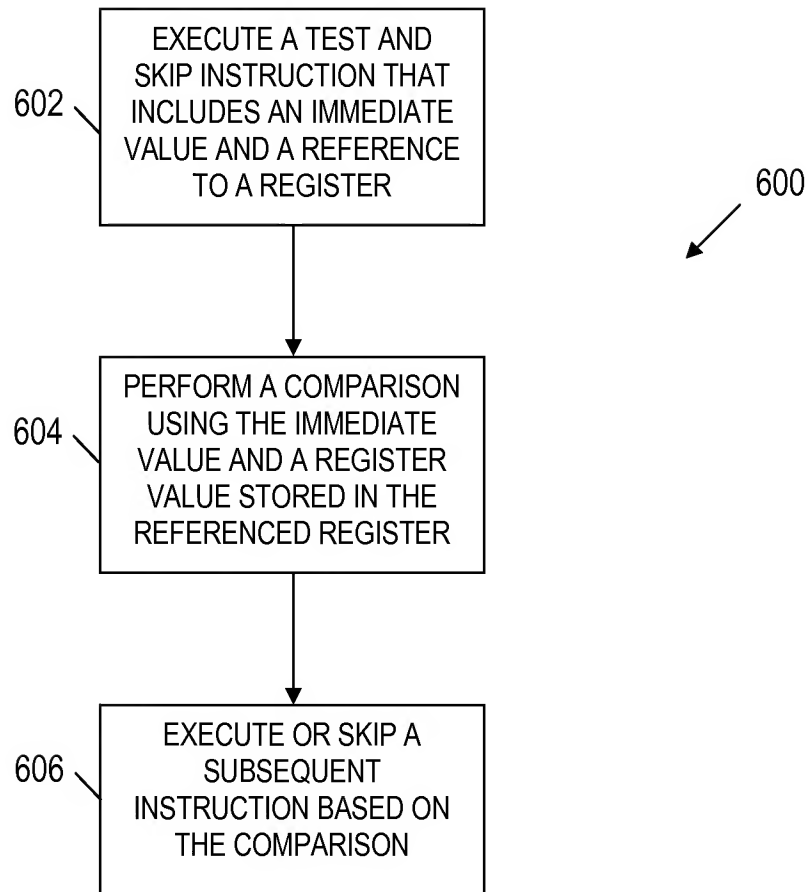 EXECUTE A TEST AND
SKIP INSTRUCTION THAT
INCLUDES AN IMMEDIATE
VALUE AND A REFERENCE
TO A REGISTER
602
600
PERFORM A COMPARISON
USING THE IMMEDIATE
VALUE AND A REGISTER
VALUE STORED IN THE
REFERENCED REGISTER
604
EXECUTE OR SKIP A
SUBSEQUENT
INSTRUCTION BASED ON
THE COMPARISON
606